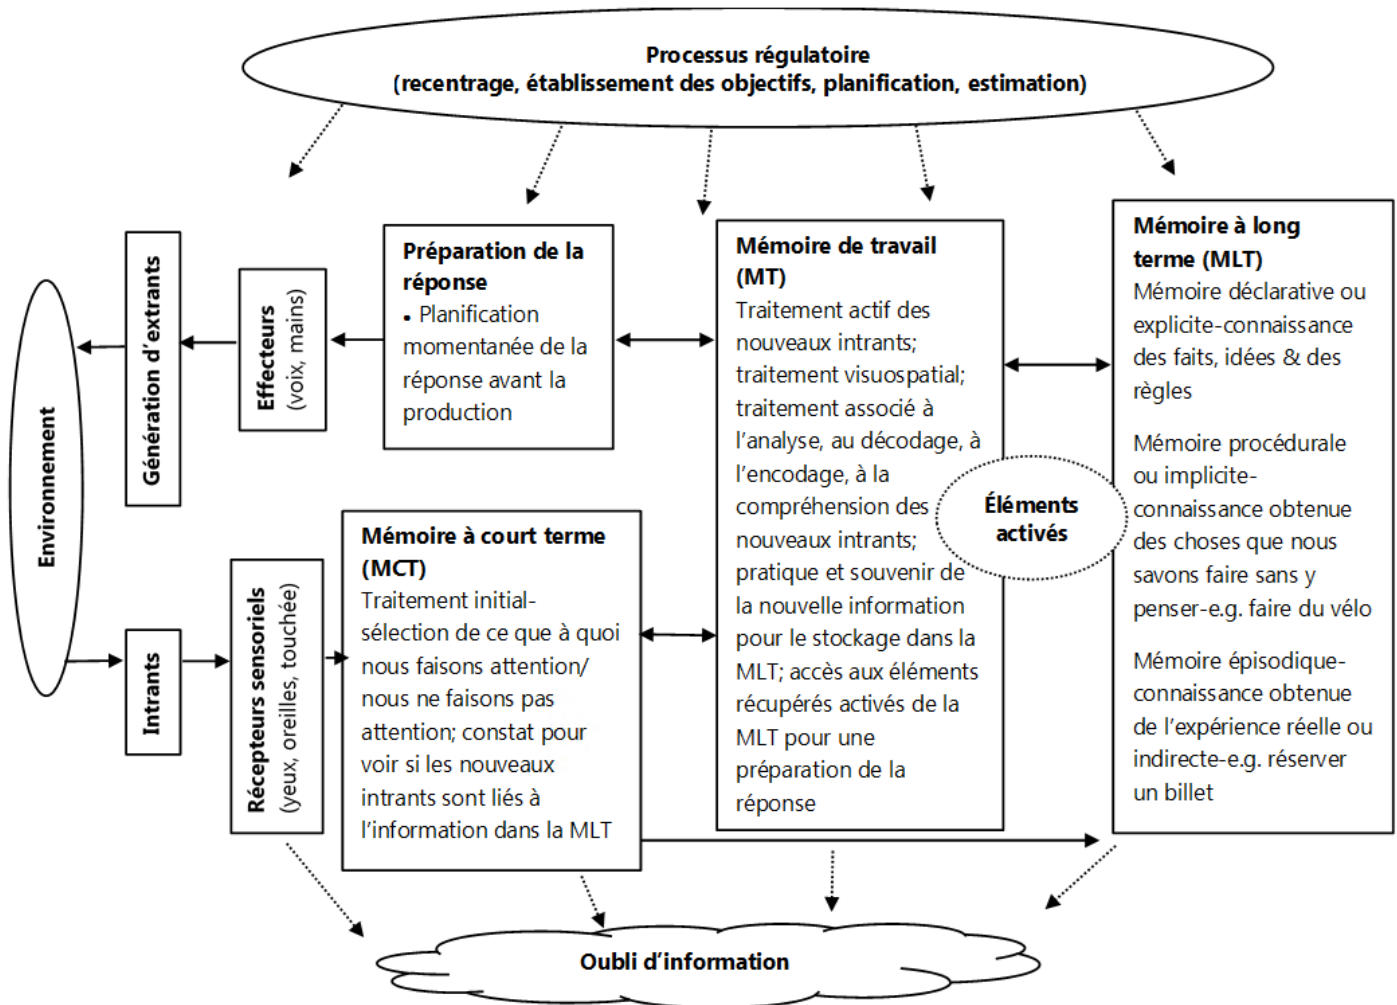 Processus régulatoire
(recentrage, établissement des objectifs, planification, estimation)
Environnement
Génération d'extrants
Effecteurs
(voix, mains)
Préparation de la
réponse
• Planification
momentanée de la
réponse avant la
production
Mémoire de travail
(MT)
Traitement actif des
nouveaux intrants;
traitement visuospatial;
traitement associé à
l'analyse, au décodage, à
l'encodage, à la
compréhension des
nouveaux intrants;
pratique et souvenir de
la nouvelle information
pour le stockage dans la
MLT; accès aux éléments
récupérés activés de la
MLT pour une
préparation de la
réponse
Éléments
activés
Mémoire à long
terme (MLT)
Mémoire déclarative ou
explicite-connaissance
des faits, idées & des
règles
Mémoire procédurale
ou implicite-
connaissance obtenue
des choses que nous
savons faire sans y
penser-e.g. faire du vélo
Mémoire épisodique-
connaissance obtenue
de l'expérience réelle ou
indirecte-e.g. réserver
un billet
Intrants
Récepteurs sensoriels
(yeux, oreilles, touchée)
Mémoire à court terme
(MCT)
Traitement initial-
sélection de ce que à quoi
nous faisons attention/
nous ne faisons pas
attention; constat pour
voir si les nouveaux
intrants sont liés à
l'information dans la MLT
Oubli d'information